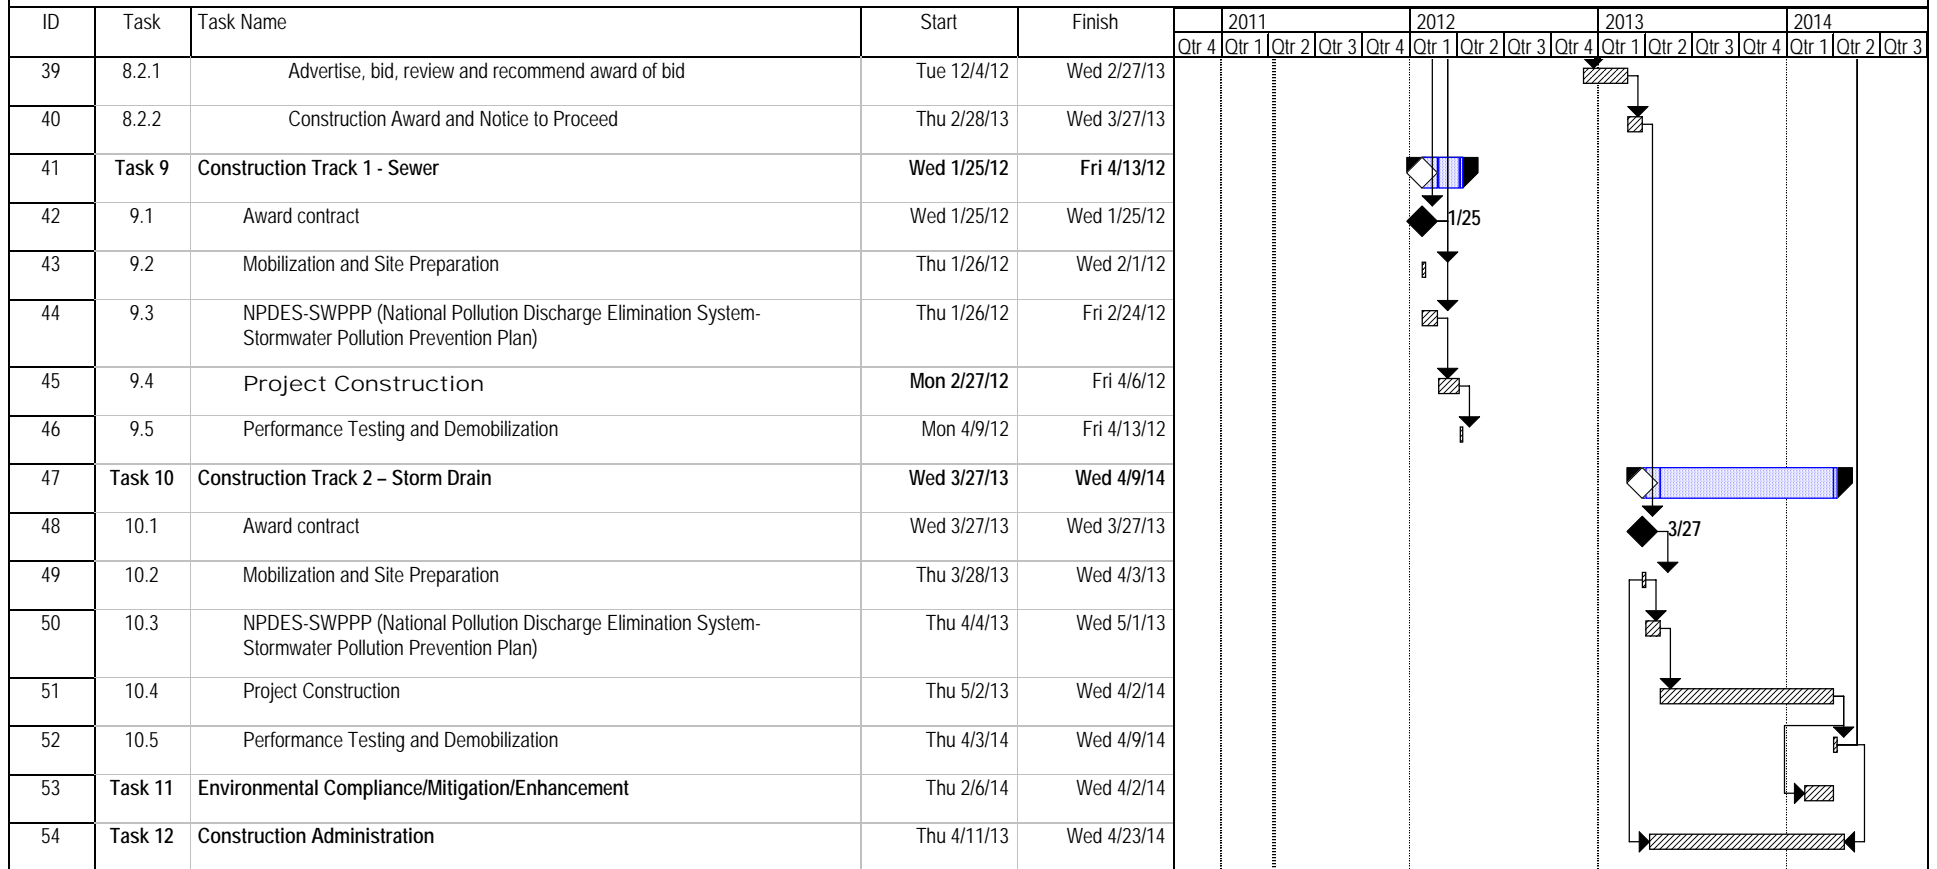 ID Task Task Name Start Finish 2011 2012 2013 2014
Qtr 4 Qtr 1 Qtr 2 Qtr 3 Qtr 4 Qtr 1 Qtr 2 Qtr 3 Qtr 4 Qtr 1 Qtr 2 Qtr 3 Qtr 4 Qtr 1 Qtr 2 Qtr 3
39 8.2.1 Advertise, bid, review and recommend award of bid Tue 12/4/12 Wed 2/27/13
40 8.2.2 Construction Award and Notice to Proceed Thu 2/28/13 Wed 3/27/13
41 Task 9 Construction Track 1 - Sewer Wed 1/25/12 Fri 4/13/12
42 9.1 Award contract Wed 1/25/12 Wed 1/25/12 1/25
43 9.2 Mobilization and Site Preparation Thu 1/26/12 Wed 2/1/12
44 9.3 NPDES-SWPPP (National Pollution Discharge Elimination System- Thu 1/26/12 Fri 2/24/12
Stormwater Pollution Prevention Plan)
45 9.4 Project Construction Mon 2/27/12 Fri 4/6/12
46 9.5 Performance Testing and Demobilization Mon 4/9/12 Fri 4/13/12
47 Task 10 Construction Track 2 – Storm Drain Wed 3/27/13 Wed 4/9/14
48 10.1 Award contract Wed 3/27/13 Wed 3/27/13 3/27
49 10.2 Mobilization and Site Preparation Thu 3/28/13 Wed 4/3/13
50 10.3 NPDES-SWPPP (National Pollution Discharge Elimination System- Thu 4/4/13 Wed 5/1/13
Stormwater Pollution Prevention Plan)
51 10.4 Project Construction Thu 5/2/13 Wed 4/2/14
52 10.5 Performance Testing and Demobilization Thu 4/3/14 Wed 4/9/14
53 Task 11 Environmental Compliance/Mitigation/Enhancement Thu 2/6/14 Wed 4/2/14
54 Task 12 Construction Administration Thu 4/11/13 Wed 4/23/14